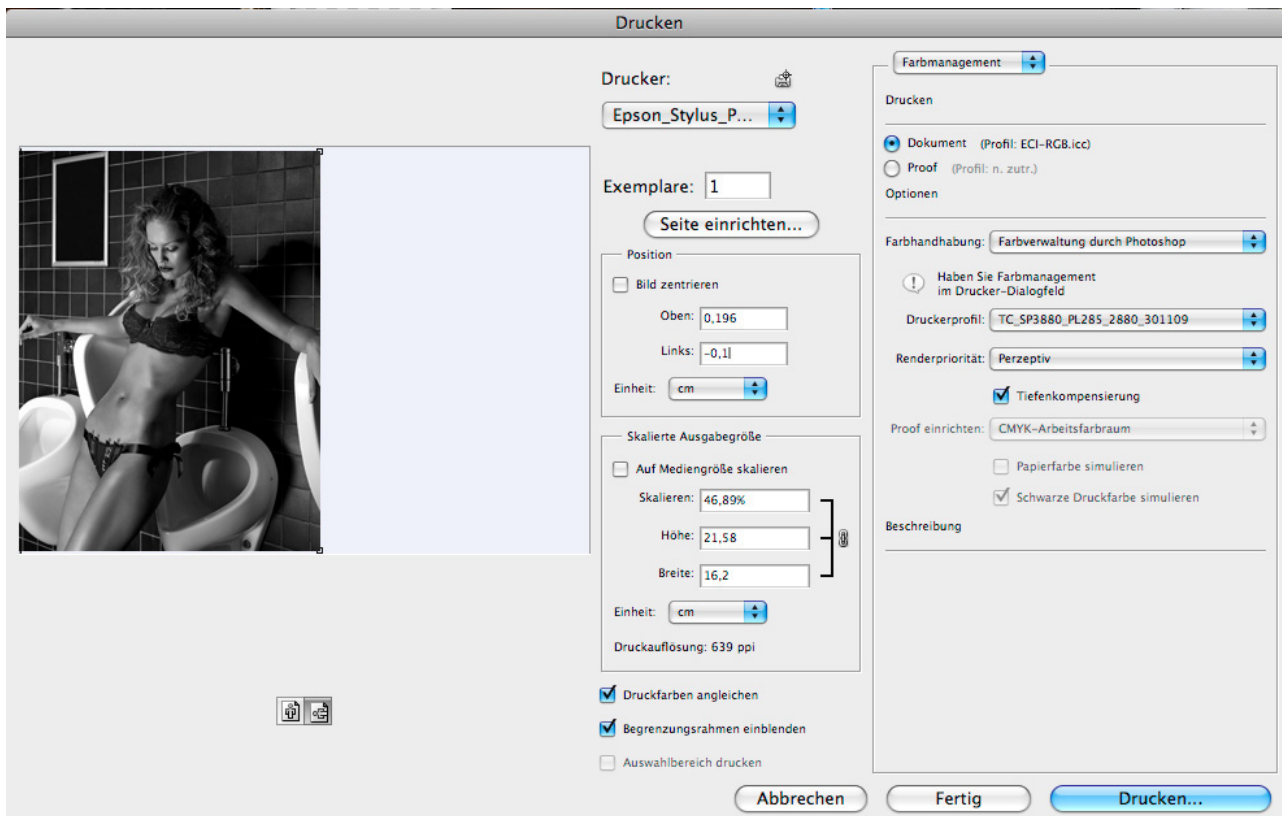 Drucken
Drucker:
Epson_Stylus_P...
Exemplare: 1
Seite einrichten...
Position
Bild zentrieren
Oben: 0,196
Links: -0,1
Einheit: cm
Skalierte Ausgabegröße
Auf Mediengröße skalieren
Skalieren: 46,89%
Höhe: 21,58
Breite: 16,2
Einheit: cm
Druckauflösung: 639 ppi
Druckfarben angleichen
Begrenzungsrahmen einblenden
Auswahlbereich drucken
Farbmanagement
Drucken
Dokument (Profil: ECI-RGB.icc)
Proof (Profil: n. zutr.)
Optionen
Farbhandhabung: Farbverwaltung durch Photoshop
Haben Sie Farbmanagement
im Drucker-Dialogfeld
Druckerprofil: TC_SP3880_PL285_2880_301109
Renderpriorität: Perzeptiv
Tiefenkompensierung
Proof einrichten: CMYK-Arbeitsfarbraum
Papierfarbe simulieren
Schwarze Druckfarbe simulieren
Beschreibung
Abbrechen
Fertig
Drucken...